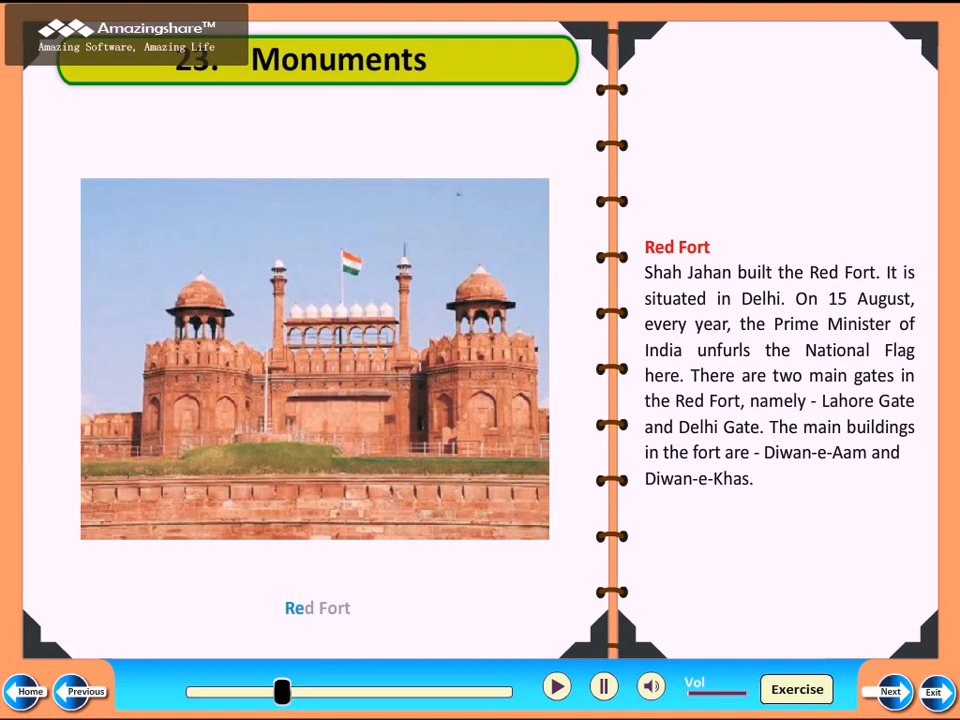 Amazingshare™
Amazing Software, Amazing Life
23. Monuments
Red Fort
Shah Jahan built the Red Fort. It is
situated in Delhi. On 15 August,
every year, the Prime Minister of
India unfurls the National Flag
here. There are two main gates in
the Red Fort, namely - Lahore Gate
and Delhi Gate. The main buildings
in the fort are - Diwan-e-Aam and
Diwan-e-Khas.
Red Fort
Home
Previous
Vol
Exercise
Next
Exit